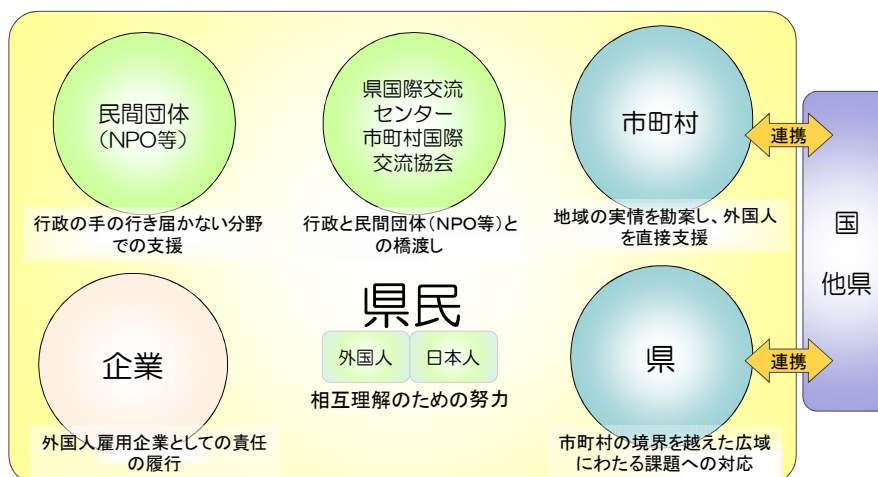 民間団体
（NPO等）
行政の手の行き届かない分野
での支援
県国際交流
センター
市町村国際
交流協会
行政と民間団体（NPO等）と
の橋渡し
市町村
地域の実情を勘案し、外国人
を直接支援
連携
国
他県
企業
外国人雇用企業としての責任
の履行
県民
外国人 日本人
相互理解のための努力
県
市町村の境界を越えた広域
にわたる課題への対応
連携